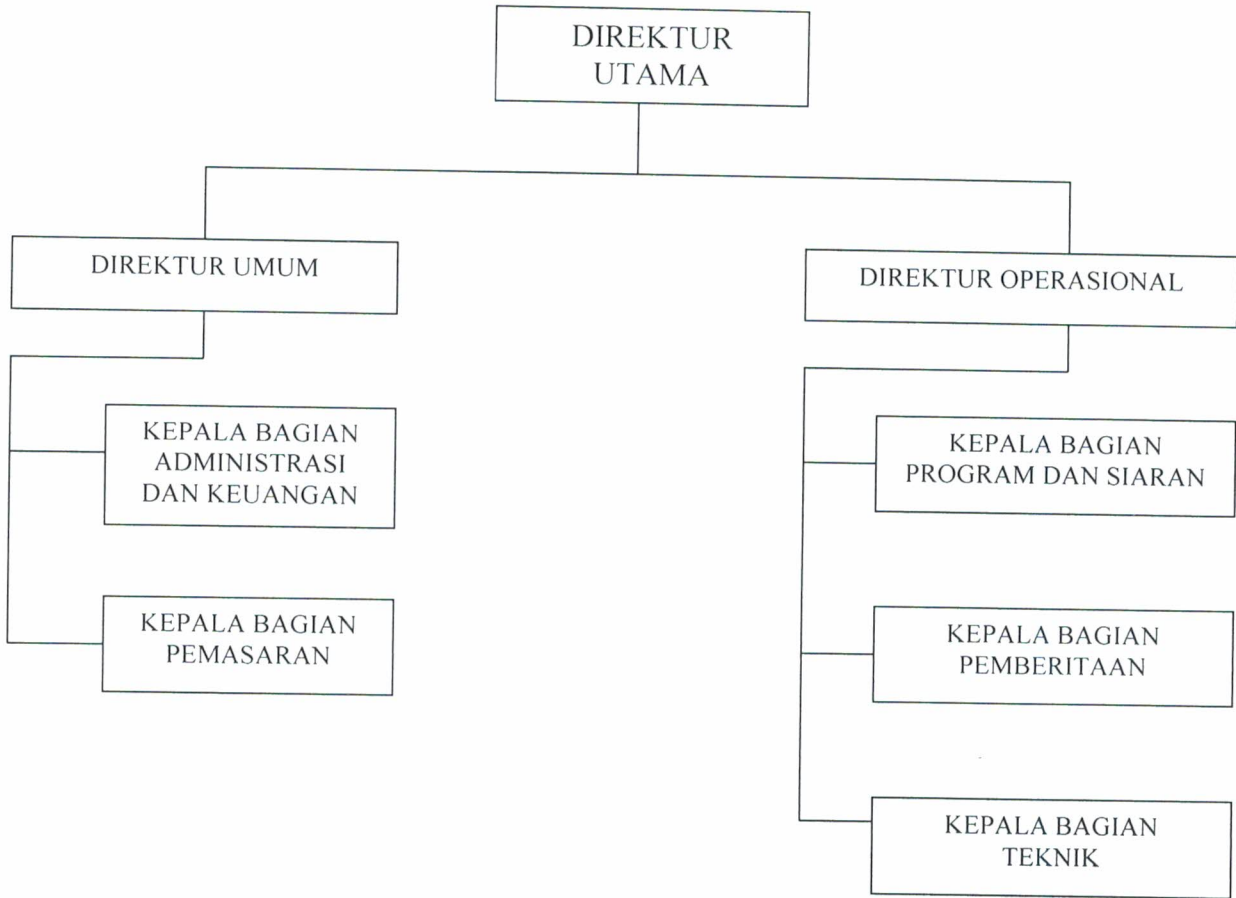 DIREKTUR
UTAMA
DIREKTUR UMUM
DIREKTUR OPERASIONAL
KEPALA BAGIAN
ADMINISTRASI
DAN KEUANGAN
KEPALA BAGIAN
PEMASARAN
KEPALA BAGIAN
PROGRAM DAN SIARAN
KEPALA BAGIAN
PEMBERITAAN
KEPALA BAGIAN
TEKNIK